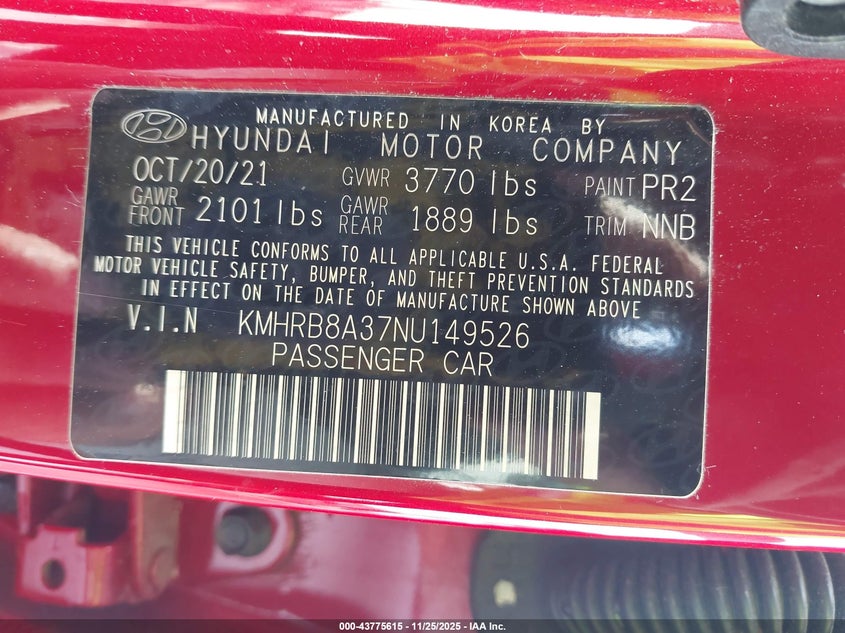 MANUFACTURED IN KOREA BY
HYUNDAI MOTOR COMPANY
OCT/20/21 GVWR 3770 lbs PAINT PR2
GAWR FRONT 2101 lbs GAWR REAR 1889 lbs TRIM NNB
THIS VEHICLE CONFORMS TO ALL APPLICABLE U.S.A. FEDERAL
MOTOR VEHICLE SAFETY, BUMPER, AND THEFT PREVENTION STANDARDS
IN EFFECT ON THE DATE OF MANUFACTURE SHOWN ABOVE
V.I.N KMHRB8A37NU149526
PASSENGER CAR
000-43775615 - 11/25/2025 - IAA Inc.